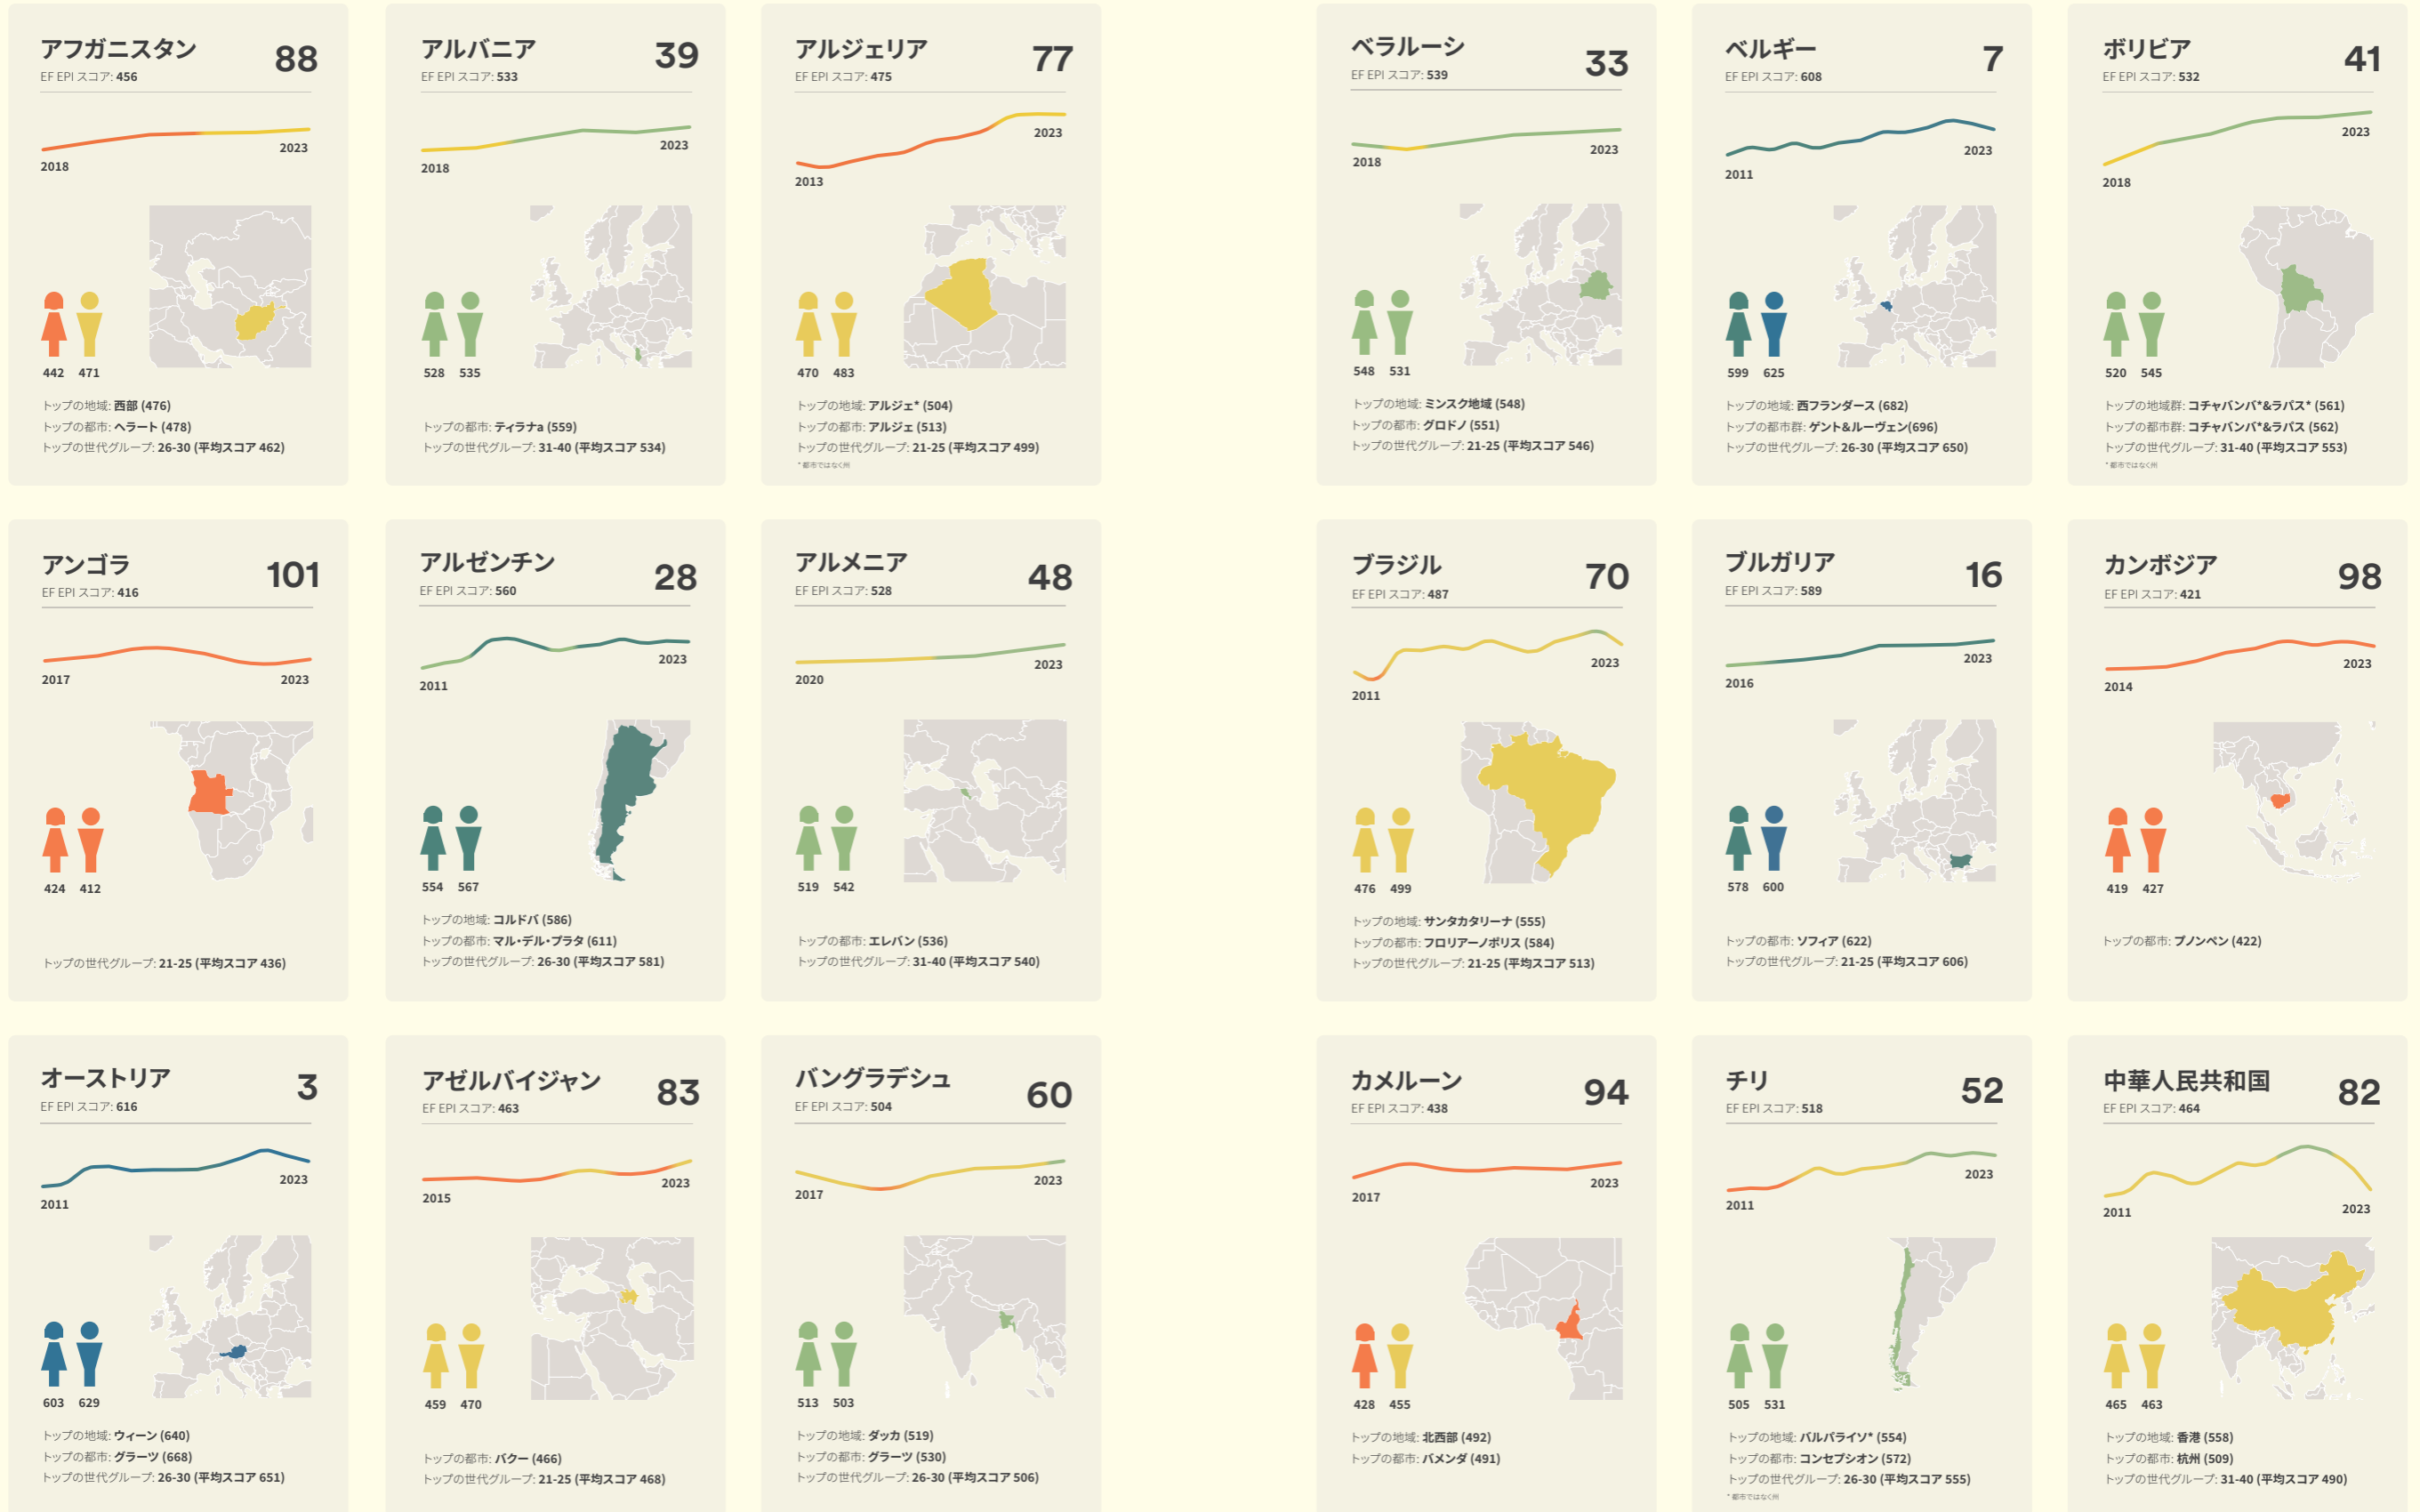 アフガニスタン
88
EF EPI スコア: 456
2018
2023
442 471
トップの地域: 西部 (476)
トップの都市: ヘラート (478)
トップの世代グループ: 26-30 (平均スコア 462)
アルバニア
39
EF EPI スコア: 533
2018
2023
528 535
トップの都市: ティラナa (559)
トップの世代グループ: 31-40 (平均スコア 534)
アルジェリア
77
EF EPI スコア: 475
2013
2023
470 483
トップの地域: アルジェ* (504)
トップの都市: アルジェ (513)
トップの世代グループ: 21-25 (平均スコア 499)
* 都市ではなく州
ベラルーシ
33
EF EPI スコア: 539
2018
2023
548 531
トップの地域: ミンスク地域 (548)
トップの都市: グロドノ (551)
トップの世代グループ: 21-25 (平均スコア 546)
ベルギー
7
EF EPI スコア: 608
2011
2023
599 625
トップの地域: 西フランダース (682)
トップの都市群: ゲント&ルーヴェン(696)
トップの世代グループ: 26-30 (平均スコア 650)
ボリビア
41
EF EPI スコア: 532
2018
2023
520 545
トップの地域群: コチャバンバ*&ラパス* (561)
トップの都市群: コチャバンバ*&ラパス (562)
トップの世代グループ: 31-40 (平均スコア 553)
* 都市ではなく州
アンゴラ
101
EF EPI スコア: 416
2017
2023
424 412
トップの世代グループ: 21-25 (平均スコア 436)
アルゼンチン
28
EF EPI スコア: 560
2011
2023
554 567
トップの地域: コルドバ (586)
トップの都市: マル・デル・プラタ (611)
トップの世代グループ: 26-30 (平均スコア 581)
アルメニア
48
EF EPI スコア: 528
2020
2023
519 542
トップの都市: エレバン (536)
トップの世代グループ: 31-40 (平均スコア 540)
ブラジル
70
EF EPI スコア: 487
2011
2023
476 499
トップの地域: サンタカタリーナ (555)
トップの都市: フロリアーノポリス (584)
トップの世代グループ: 21-25 (平均スコア 513)
ブルガリア
16
EF EPI スコア: 589
2016
2023
578 600
トップの都市: ソフィア (622)
トップの世代グループ: 21-25 (平均スコア 606)
カンボジア
98
EF EPI スコア: 421
2014
2023
419 427
トップの都市: プノンペン (422)
オーストリア
3
EF EPI スコア: 616
2011
2023
603 629
トップの地域: ウィーン (640)
トップの都市: グラーツ (668)
トップの世代グループ: 26-30 (平均スコア 651)
アゼルバイジャン
83
EF EPI スコア: 463
2015
2023
459 470
トップの都市: バクー (466)
トップの世代グループ: 21-25 (平均スコア 468)
バングラデシュ
60
EF EPI スコア: 504
2017
2023
513 503
トップの地域: ダッカ (519)
トップの都市: グラーツ (530)
トップの世代グループ: 26-30 (平均スコア 506)
カメルーン
94
EF EPI スコア: 438
2017
2023
428 455
トップの地域: 北西部 (492)
トップの都市: バメンダ (491)
チリ
52
EF EPI スコア: 518
2011
2023
505 531
トップの地域: バルパライソ* (554)
トップの都市: コンセプシオン (572)
トップの世代グループ: 26-30 (平均スコア 555)
* 都市ではなく州
中華人民共和国
82
EF EPI スコア: 464
2011
2023
465 463
トップの地域: 香港 (558)
トップの都市: 杭州 (509)
トップの世代グループ: 31-40 (平均スコア 490)